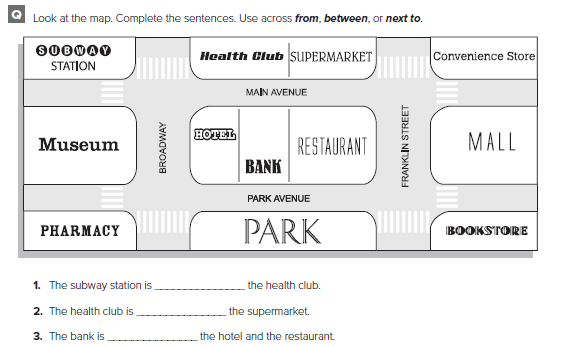 Q Look at the map. Complete the sentences. Use across from, between, or next to.
SUBWAY
STATION
Health Club
SUPERMARKET
Convenience Store
MAIN AVENUE
Museum
BROADWAY
HOTEL
BANK
RESTAURANT
FRANKLIN STREET
MALL
PARK AVENUE
PHARMACY
PARK
BOOKSTORE
1. The subway station is ____________ the health club.
2. The health club is ____________ the supermarket.
3. The bank is ____________ the hotel and the restaurant.